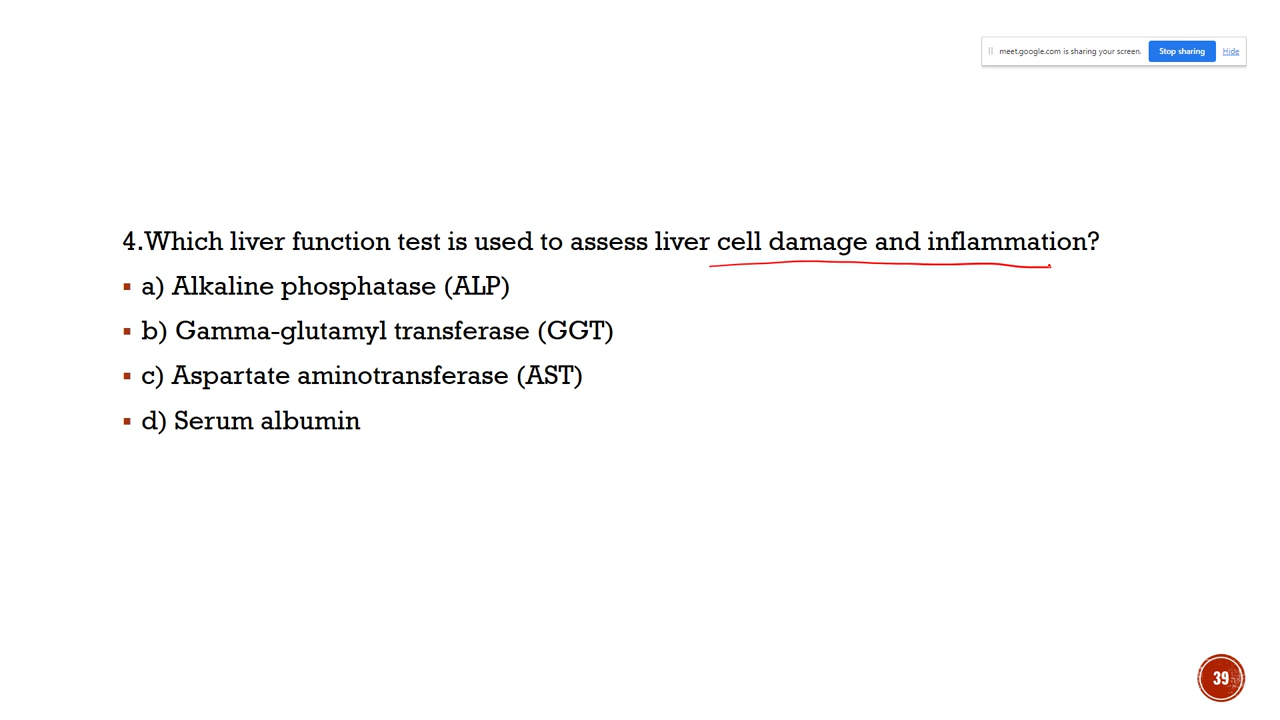 meet.google.com is sharing your screen. Stop sharing Hide
4.Which liver function test is used to assess liver cell damage and inflammation?
a) Alkaline phosphatase (ALP)
b) Gamma-glutamyl transferase (GGT)
c) Aspartate aminotransferase (AST)
d) Serum albumin
39